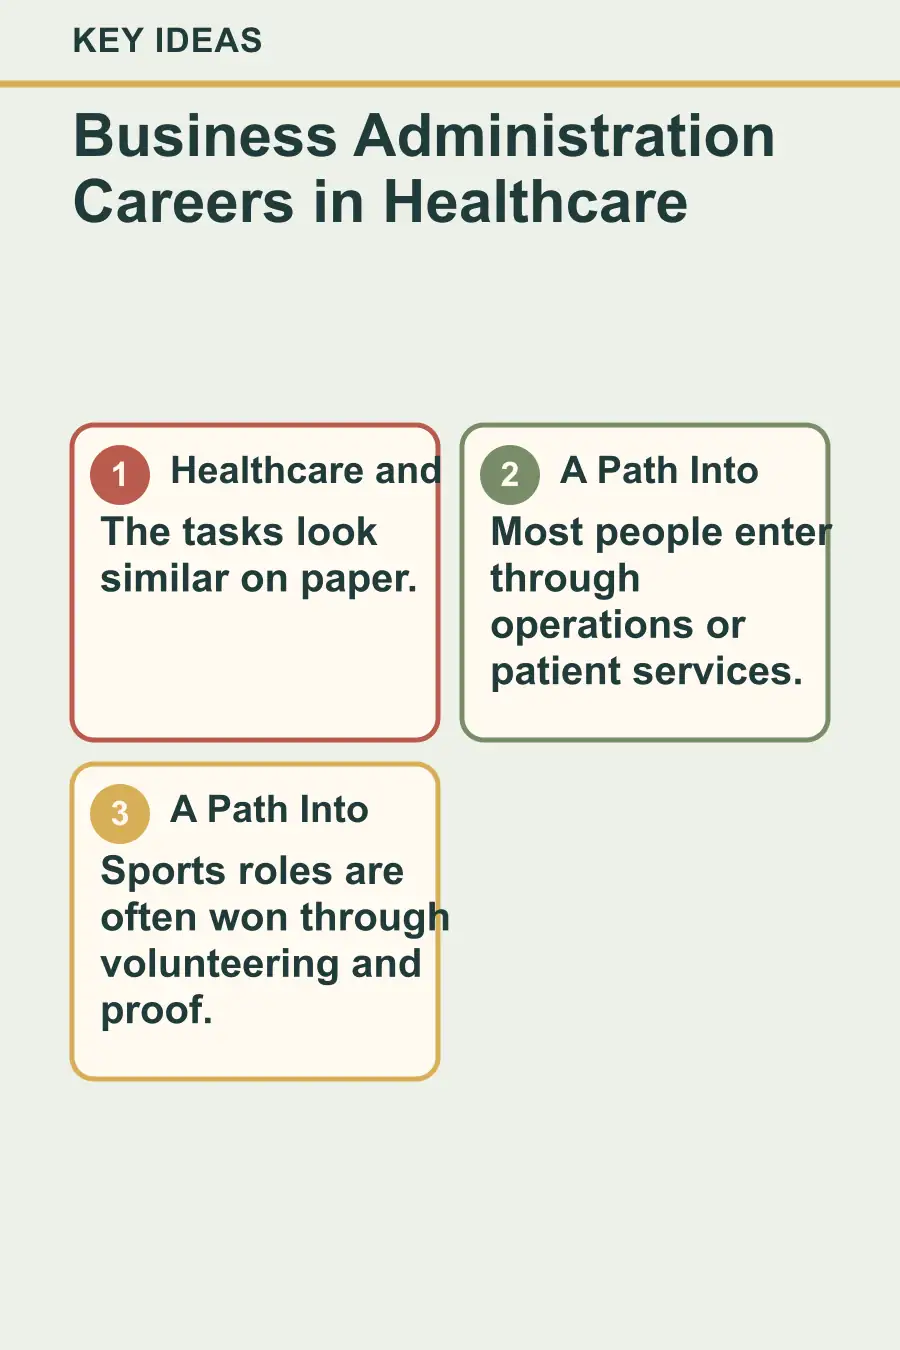 KEY IDEAS
Business Administration
Careers in Healthcare
1
Healthcare and
The tasks look
similar on paper.
2
A Path Into
Most people enter
through
operations or
patient services.
3
A Path Into
Sports roles are
often won through
volunteering and
proof.